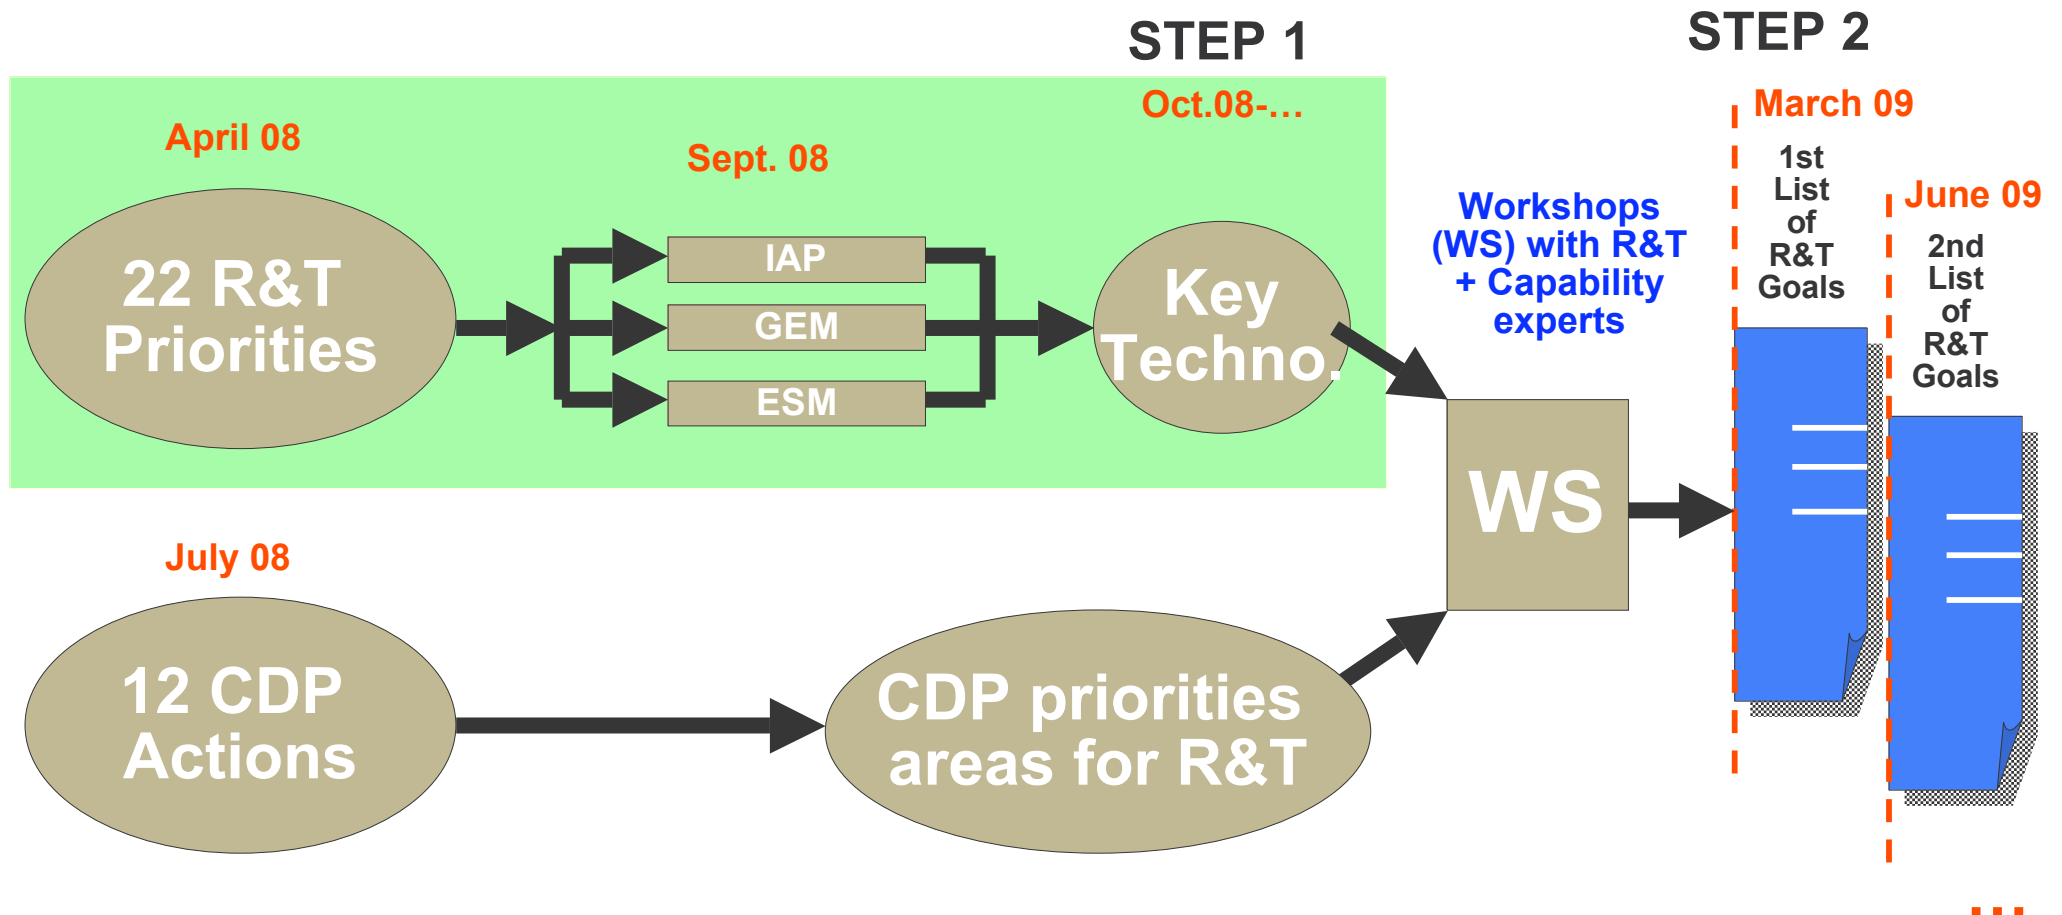 STEP 1
STEP 2
Oct.08-...
March 09
April 08
Sept. 08
1st
List
of
R&T
Goals
June 09
2nd
List
of
R&T
Goals
Workshops
(WS) with R&T
+ Capability
experts
22 R&T
Priorities
IAP
GEM
ESM
Key
Techno.
WS
July 08
12 CDP
Actions
CDP priorities
areas for R&T
...